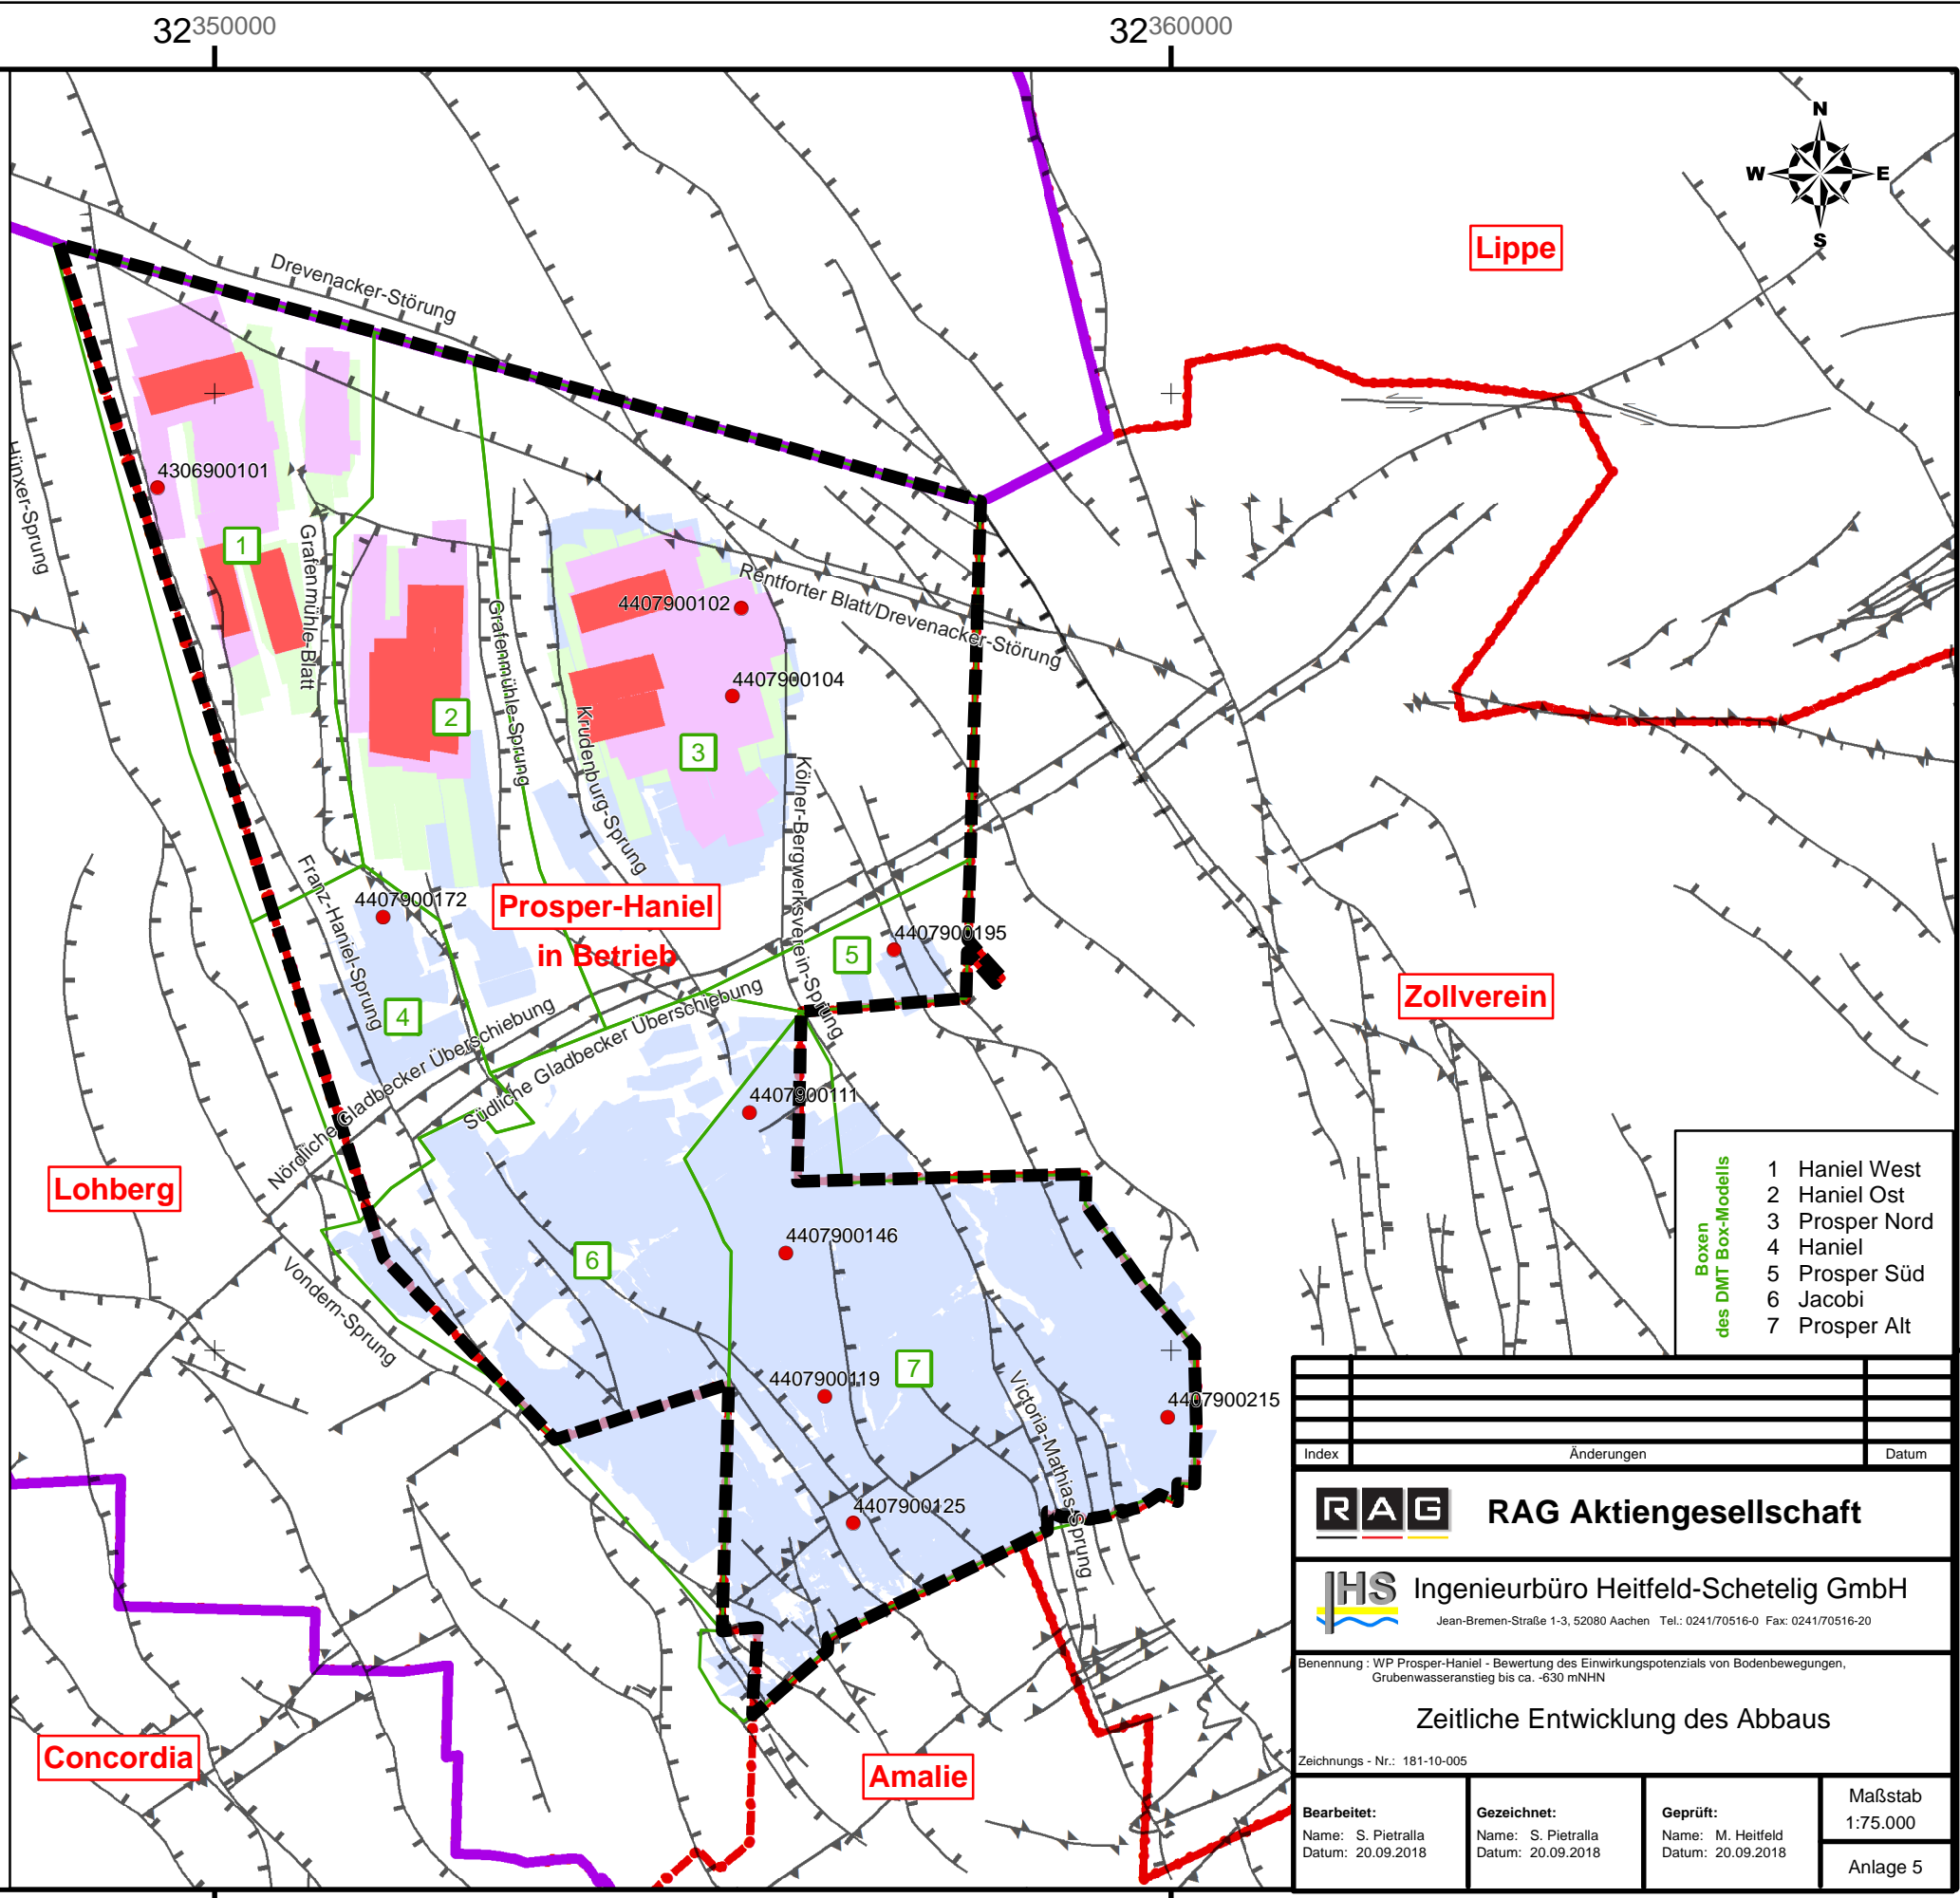 32350000
32360000
N
W
E
S
Lippe
Drevenacker-Störung
Hünxer-Sprung
4306900101
1
Grafenmühle-Blatt
4407900102
Rentforter Blatt/Drevenacker-Störung
Grafenmühle-Sprung
4407900104
2
3
Krudenburg-Sprung
Kölner-Bergwerksverein-Sprung
Franz-Haniel-Sprung
4407900172
Prosper-Haniel
in Betrieb
4407900195
5
Zollverein
4
Nördliche Gladbecker Überschiebung
Südliche Gladbecker Überschiebung
4407900111
Lohberg
4407900146
6
Vondern-Sprung
4407900119
7
Victoria-Mathias-Sprung
4407900215
4407900125
Concordia
Amalie
Boxen
des DMT Box-Modells
1 Haniel West
2 Haniel Ost
3 Prosper Nord
4 Haniel
5 Prosper Süd
6 Jacobi
7 Prosper Alt
Index Änderungen Datum
RAG RAG Aktiengesellschaft
IHS Ingenieurbüro Heitfeld-Schetelig GmbH
Jean-Bremen-Straße 1-3, 52080 Aachen Tel.: 0241/70516-0 Fax: 0241/70516-20
Benennung : WP Prosper-Haniel - Bewertung des Einwirkungspotenzials von Bodenbewegungen,
Grubenwasseranstieg bis ca. -630 mNHN
Zeitliche Entwicklung des Abbaus
Zeichnungs - Nr.: 181-10-005
Bearbeitet:
Name: S. Pietralla
Datum: 20.09.2018
Gezeichnet:
Name: S. Pietralla
Datum: 20.09.2018
Geprüft:
Name: M. Heitfeld
Datum: 20.09.2018
Maßstab
1:75.000
Anlage 5